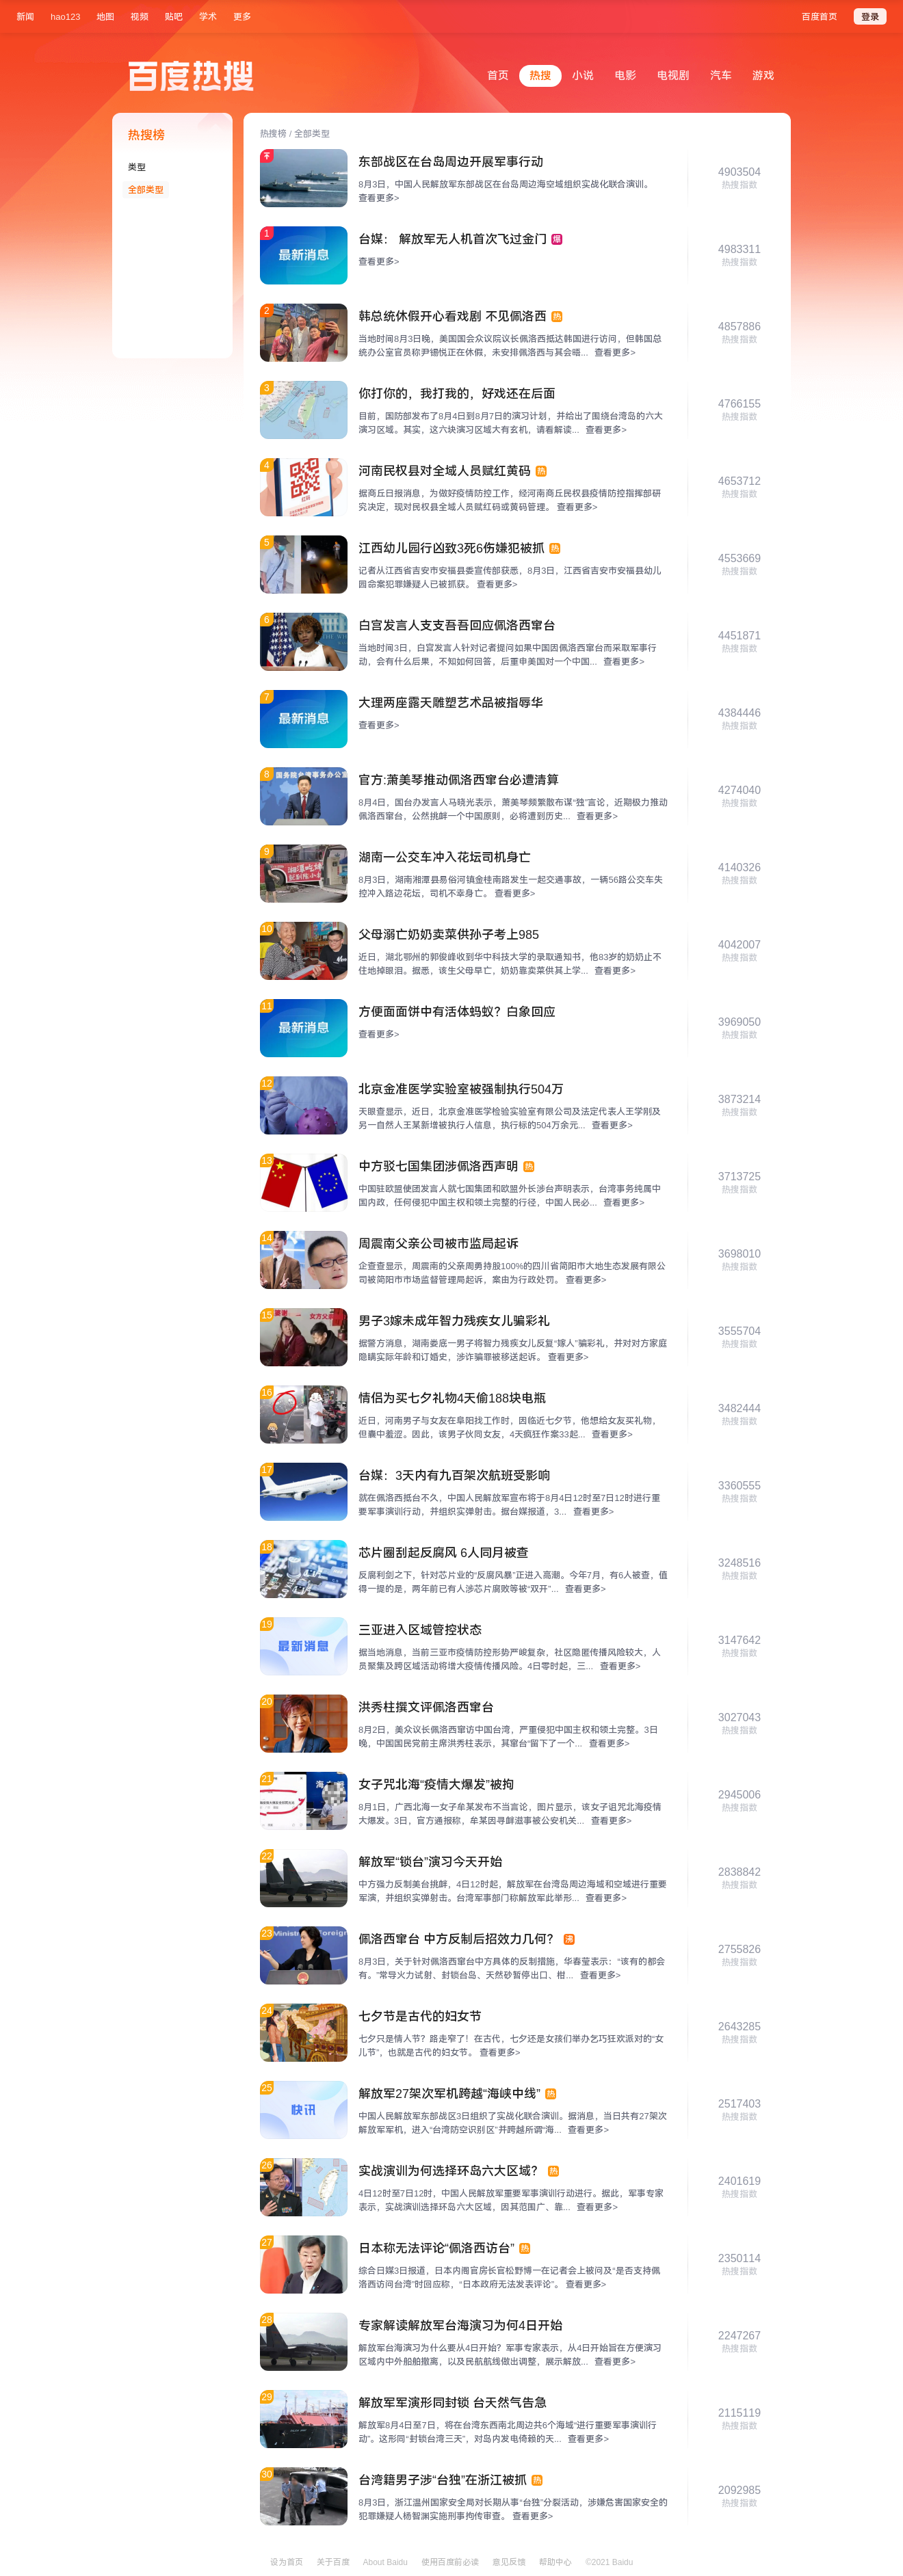 新闻 hao123 地图 视频 贴吧 学术 更多 百度首页 登录
百度热搜
首页 热搜 小说 电影 电视剧 汽车 游戏
热搜榜
类型
全部类型
热搜榜 / 全部类型
东部战区在台岛周边开展军事行动
8月3日，中国人民解放军东部战区在台岛周边海空域组织实战化联合演训。
查看更多>
4903504
热搜指数
1
最新消息
台媒： 解放军无人机首次飞过金门 爆
查看更多>
4983311
热搜指数
2
韩总统休假开心看戏剧 不见佩洛西 热
当地时间8月3日晚，美国国会众议院议长佩洛西抵达韩国进行访问，但韩国总
统办公室官员称尹锡悦正在休假，未安排佩洛西与其会晤... 查看更多>
4857886
热搜指数
3
你打你的，我打我的，好戏还在后面
目前，国防部发布了8月4日到8月7日的演习计划，并给出了围绕台湾岛的六大
演习区域。其实，这六块演习区域大有玄机，请看解读... 查看更多>
4766155
热搜指数
4
河南民权县对全域人员赋红黄码 热
据商丘日报消息，为做好疫情防控工作，经河南商丘民权县疫情防控指挥部研
究决定，现对民权县全域人员赋红码或黄码管理。 查看更多>
4653712
热搜指数
5
江西幼儿园行凶致3死6伤嫌犯被抓 热
记者从江西省吉安市安福县委宣传部获悉，8月3日，江西省吉安市安福县幼儿
园命案犯罪嫌疑人已被抓获。 查看更多>
4553669
热搜指数
6
白宫发言人支支吾吾回应佩洛西窜台
当地时间3日，白宫发言人针对记者提问如果中国因佩洛西窜台而采取军事行
动，会有什么后果，不知如何回答，后重申美国对一个中国... 查看更多>
4451871
热搜指数
7
最新消息
大理两座露天雕塑艺术品被指辱华
查看更多>
4384446
热搜指数
8
官方:萧美琴推动佩洛西窜台必遭清算
8月4日，国台办发言人马晓光表示，萧美琴频繁散布谋“独”言论，近期极力推动
佩洛西窜台，公然挑衅一个中国原则，必将遭到历史... 查看更多>
4274040
热搜指数
9
湖南一公交车冲入花坛司机身亡
8月3日，湖南湘潭县易俗河镇金桂南路发生一起交通事故，一辆56路公交车失
控冲入路边花坛，司机不幸身亡。 查看更多>
4140326
热搜指数
10
父母溺亡奶奶卖菜供孙子考上985
近日，湖北鄂州的郭俊峰收到华中科技大学的录取通知书，他83岁的奶奶止不
住地掉眼泪。据悉，该生父母早亡，奶奶靠卖菜供其上学... 查看更多>
4042007
热搜指数
11
最新消息
方便面面饼中有活体蚂蚁？白象回应
查看更多>
3969050
热搜指数
12
北京金准医学实验室被强制执行504万
天眼查显示，近日，北京金准医学检验实验室有限公司及法定代表人王学刚及
另一自然人王某新增被执行人信息，执行标的504万余元... 查看更多>
3873214
热搜指数
13
中方驳七国集团涉佩洛西声明 热
中国驻欧盟使团发言人就七国集团和欧盟外长涉台声明表示，台湾事务纯属中
国内政，任何侵犯中国主权和领土完整的行径，中国人民必... 查看更多>
3713725
热搜指数
14
周震南父亲公司被市监局起诉
企查查显示，周震南的父亲周勇持股100%的四川省简阳市大地生态发展有限公
司被简阳市市场监督管理局起诉，案由为行政处罚。 查看更多>
3698010
热搜指数
15
男子3嫁未成年智力残疾女儿骗彩礼
据警方消息，湖南娄底一男子将智力残疾女儿反复“嫁人”骗彩礼，并对对方家庭
隐瞒实际年龄和订婚史，涉诈骗罪被移送起诉。 查看更多>
3555704
热搜指数
16
情侣为买七夕礼物4天偷188块电瓶
近日，河南男子与女友在阜阳找工作时，因临近七夕节，他想给女友买礼物，
但囊中羞涩。因此，该男子伙同女友，4天疯狂作案33起... 查看更多>
3482444
热搜指数
17
台媒：3天内有九百架次航班受影响
就在佩洛西抵台不久，中国人民解放军宣布将于8月4日12时至7日12时进行重
要军事演训行动，并组织实弹射击。据台媒报道，3... 查看更多>
3360555
热搜指数
18
芯片圈刮起反腐风 6人同月被查
反腐利剑之下，针对芯片业的“反腐风暴”正进入高潮。今年7月，有6人被查，值
得一提的是，两年前已有人涉芯片腐败等被“双开”... 查看更多>
3248516
热搜指数
19
最新消息
三亚进入区域管控状态
据当地消息，当前三亚市疫情防控形势严峻复杂，社区隐匿传播风险较大，人
员聚集及跨区域活动将增大疫情传播风险。4日零时起，三... 查看更多>
3147642
热搜指数
20
洪秀柱撰文评佩洛西窜台
8月2日，美众议长佩洛西窜访中国台湾，严重侵犯中国主权和领土完整。3日
晚，中国国民党前主席洪秀柱表示，其窜台“留下了一个... 查看更多>
3027043
热搜指数
21
女子咒北海“疫情大爆发”被拘
8月1日，广西北海一女子牟某发布不当言论，图片显示，该女子诅咒北海疫情
大爆发。3日，官方通报称，牟某因寻衅滋事被公安机关... 查看更多>
2945006
热搜指数
22
解放军“锁台”演习今天开始
中方强力反制美台挑衅，4日12时起，解放军在台湾岛周边海域和空域进行重要
军演，并组织实弹射击。台湾军事部门称解放军此举形... 查看更多>
2838842
热搜指数
23
佩洛西窜台 中方反制后招效力几何？ 沸
8月3日，关于针对佩洛西窜台中方具体的反制措施，华春莹表示：“该有的都会
有。”常导火力试射、封锁台岛、天然砂暂停出口、柑... 查看更多>
2755826
热搜指数
24
七夕节是古代的妇女节
七夕只是情人节？路走窄了！在古代，七夕还是女孩们举办乞巧狂欢派对的“女
儿节”，也就是古代的妇女节。 查看更多>
2643285
热搜指数
25
快讯
解放军27架次军机跨越“海峡中线” 热
中国人民解放军东部战区3日组织了实战化联合演训。据消息，当日共有27架次
解放军军机，进入“台湾防空识别区”并跨越所谓“海... 查看更多>
2517403
热搜指数
26
实战演训为何选择环岛六大区域？ 热
4日12时至7日12时，中国人民解放军重要军事演训行动进行。据此，军事专家
表示，实战演训选择环岛六大区域，因其范围广、靠... 查看更多>
2401619
热搜指数
27
日本称无法评论“佩洛西访台” 热
综合日媒3日报道，日本内阁官房长官松野博一在记者会上被问及“是否支持佩
洛西访问台湾”时回应称，“日本政府无法发表评论”。 查看更多>
2350114
热搜指数
28
专家解读解放军台海演习为何4日开始
解放军台海演习为什么要从4日开始？军事专家表示，从4日开始旨在方便演习
区域内中外船舶撤离，以及民航航线做出调整，展示解放... 查看更多>
2247267
热搜指数
29
解放军军演形同封锁 台天然气告急
解放军8月4日至7日，将在台湾东西南北周边共6个海域“进行重要军事演训行
动”。这形同“封锁台湾三天”，对岛内发电倚赖的天... 查看更多>
2115119
热搜指数
30
台湾籍男子涉“台独”在浙江被抓 热
8月3日，浙江温州国家安全局对长期从事“台独”分裂活动，涉嫌危害国家安全的
犯罪嫌疑人杨智渊实施刑事拘传审查。 查看更多>
2092985
热搜指数
设为首页 关于百度 About Baidu 使用百度前必读 意见反馈 帮助中心 ©2021 Baidu